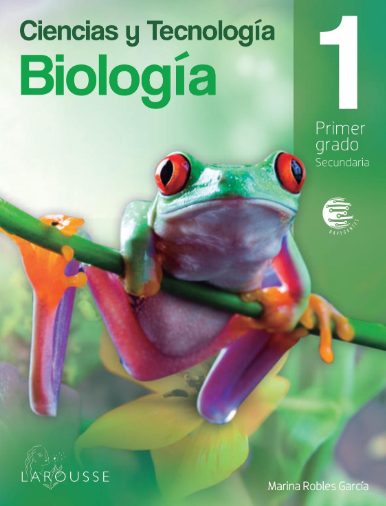 Ciencias y Tecnología
Biología
1
Primer
grado
Secundaria
LAROUSSE
Marina Robles García